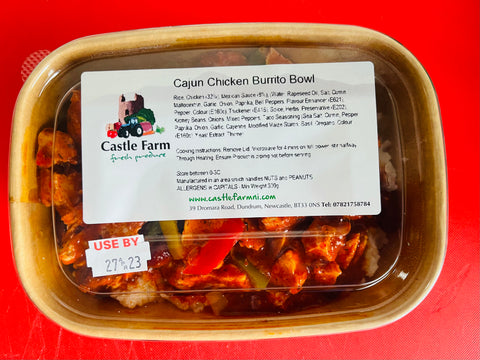 Cajun Chicken Burrito Bowl
Rice, Chicken (32%), Mexican Sauce (8%), (Water, Rapeseed Oil, Salt,
Maltodextrin, Garlic, Onion, Paprika, Bell Peppers, Flavour Enhancer (E621),
Pepper, Colour (E160c), Thickener (E415), Spice, Herbs, Preservative (E202),
Kidney Beans, Onions, Mixed Peppers, Taco Seasoning (Sea Salt, Pepper,
Paprika, Onion, Garlic, Cayenne, Modified Maize Starch, Basil, Oregano, Colour
(E160c), Yeast Extract, Thyme)
Castle Farm
fresh produce
Cooking Instructions: Remove Lid. Microwave for 4 mins on full power, stir halfway
Through Heating. Ensure Product is piping hot before serving
Store between 0-5C
Manufactured in an area which handles NUTS and PEANUTS
ALLERGENS in CAPITALS - Min Weight 300g
www.castlefarmni.com
39 Dromara Road, Dundrum, Newcastle, BT33 0NS Tel: 07821758784
USE BY
27 23